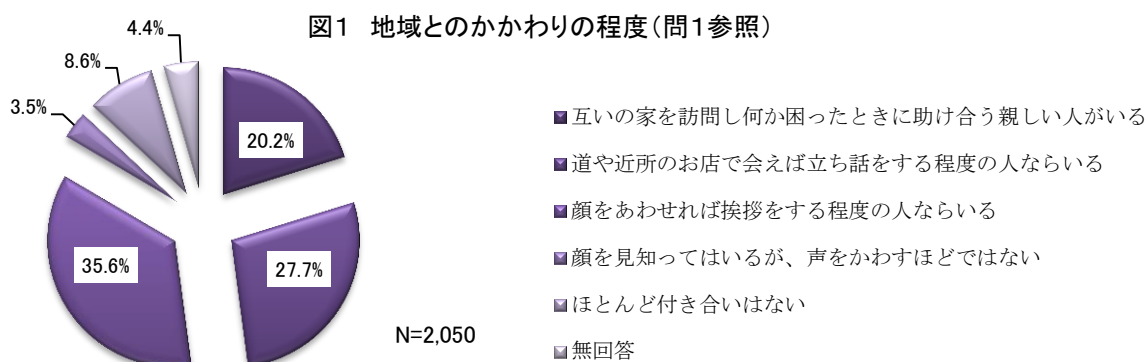 図1 地域とのかかわりの程度(問1参照)
4.4%
8.6%
3.5%
20.2%
35.6%
27.7%
N=2,050
互いの家を訪問し何か困ったときに助け合う親しい人がいる
道や近所のお店で会えば立ち話をする程度の人ならいる
顔をあわせれば挨拶をする程度の人ならいる
顔を見知ってはいるが、声をかわすほどではない
ほとんど付き合いはない
無回答